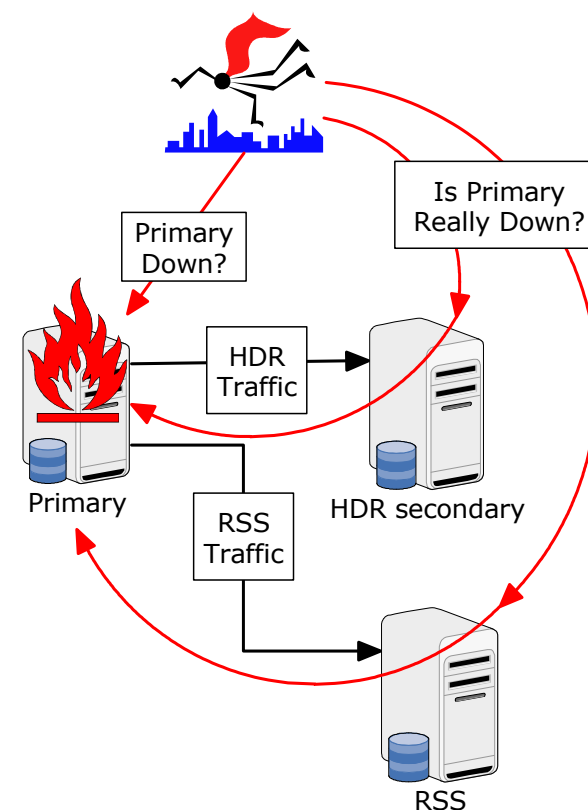 Is Primary
Really Down?
Primary
Down?
HDR
Traffic
Primary
HDR secondary
RSS
Traffic
RSS